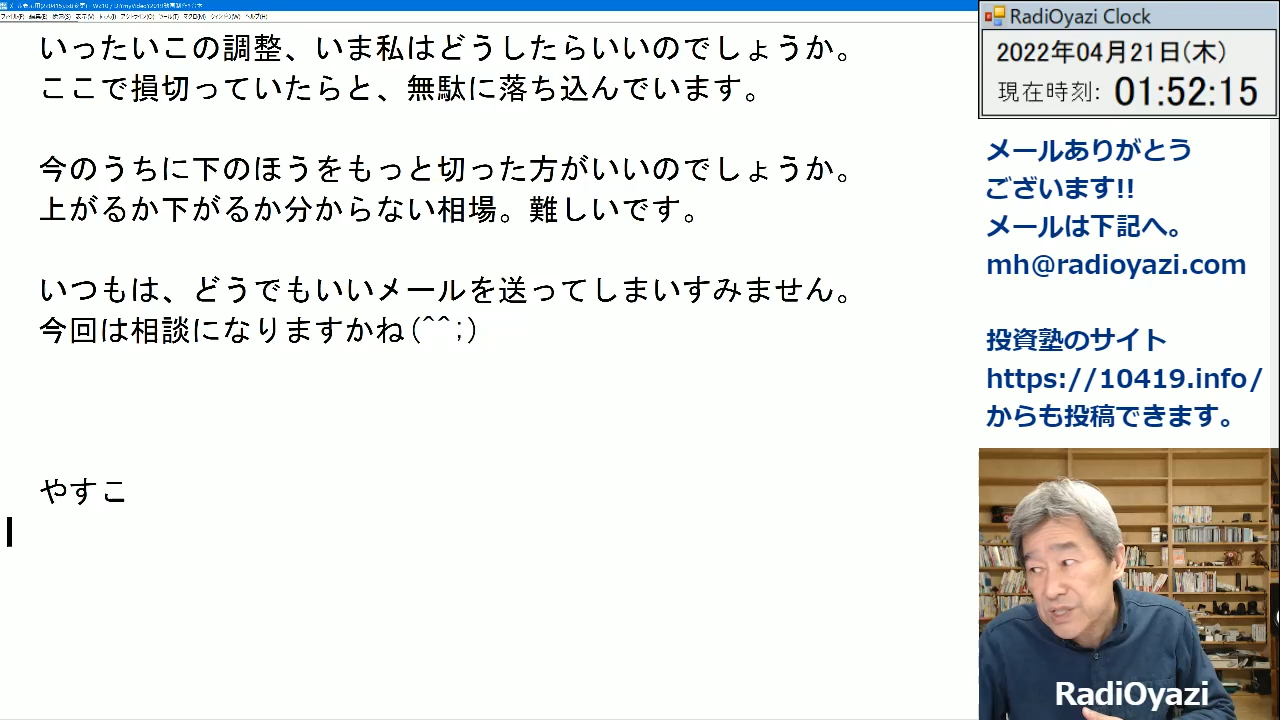 いったいこの調整、いま私はどうしたらいいのでしょうか。
ここで損切っていたらと、無駄に落ち込んでいます。
今のうちに下のほうをもっと切った方がいいのでしょうか。
上がるか下がるか分からない相場。難しいです。
いつもは、どうでもいいメールを送ってしまいすみません。
今回は相談になりますかね(^^;)
やすこ
RadiOyazi Clock
2022年04月21日(木)
現在時刻: 01:52:15
メールありがとう
ございます!!
メールは下記へ。
mh@radioyazi.com
投資塾のサイト
https://10419.info/
からも投稿できます。
RadiOyazi